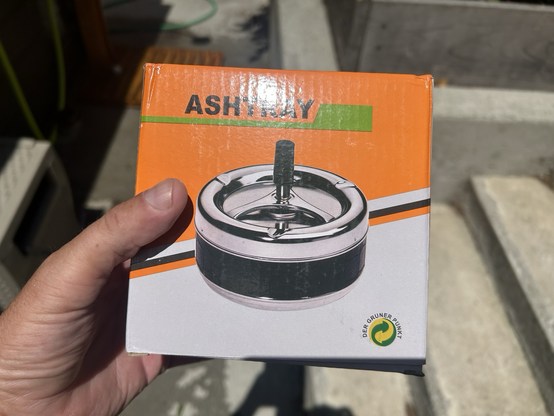 ASHTRAY
DER GRÜNER PUNKT